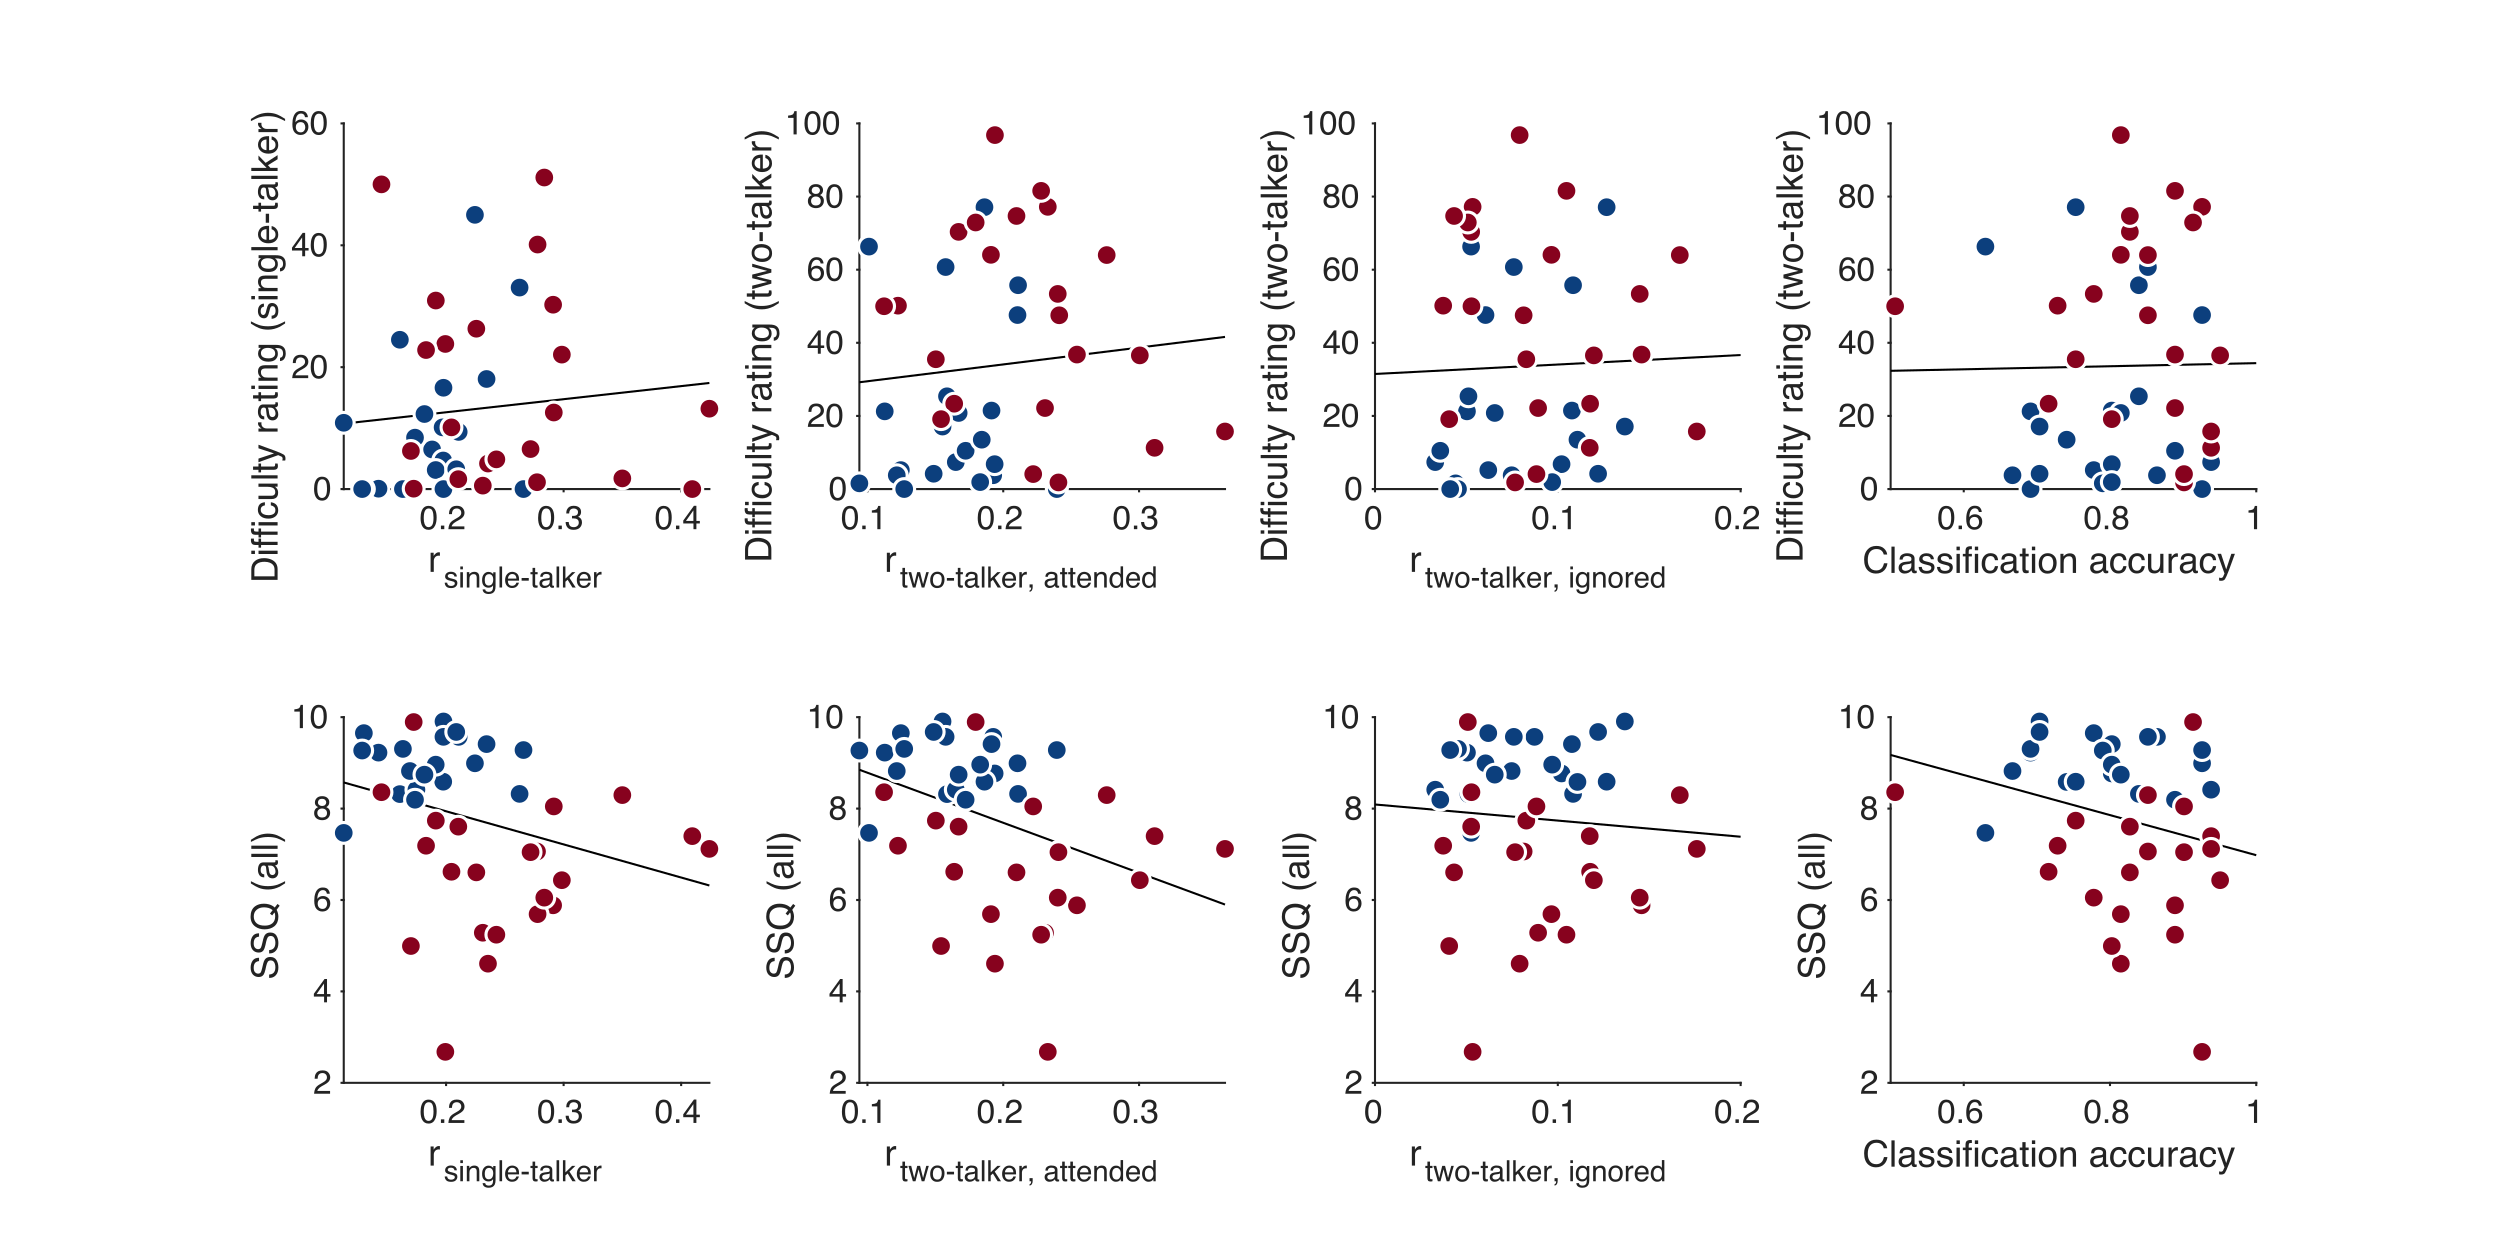 Difficulty rating (single-talker)
60
40
20
0
0.2 0.3 0.4
r single-talker
Difficulty rating (two-talker)
100
80
60
40
20
0
0.1 0.2 0.3
r two-talker, attended
Difficulty rating (two-talker)
100
80
60
40
20
0
0 0.1 0.2
r two-talker, ignored
Difficulty rating (two-talker)
100
80
60
40
20
0
0.6 0.8 1
Classification accuracy
SSQ (all)
10
8
6
4
2
0.2 0.3 0.4
r single-talker
SSQ (all)
10
8
6
4
2
0.1 0.2 0.3
r two-talker, attended
SSQ (all)
10
8
6
4
2
0 0.1 0.2
r two-talker, ignored
SSQ (all)
10
8
6
4
2
0.6 0.8 1
Classification accuracy